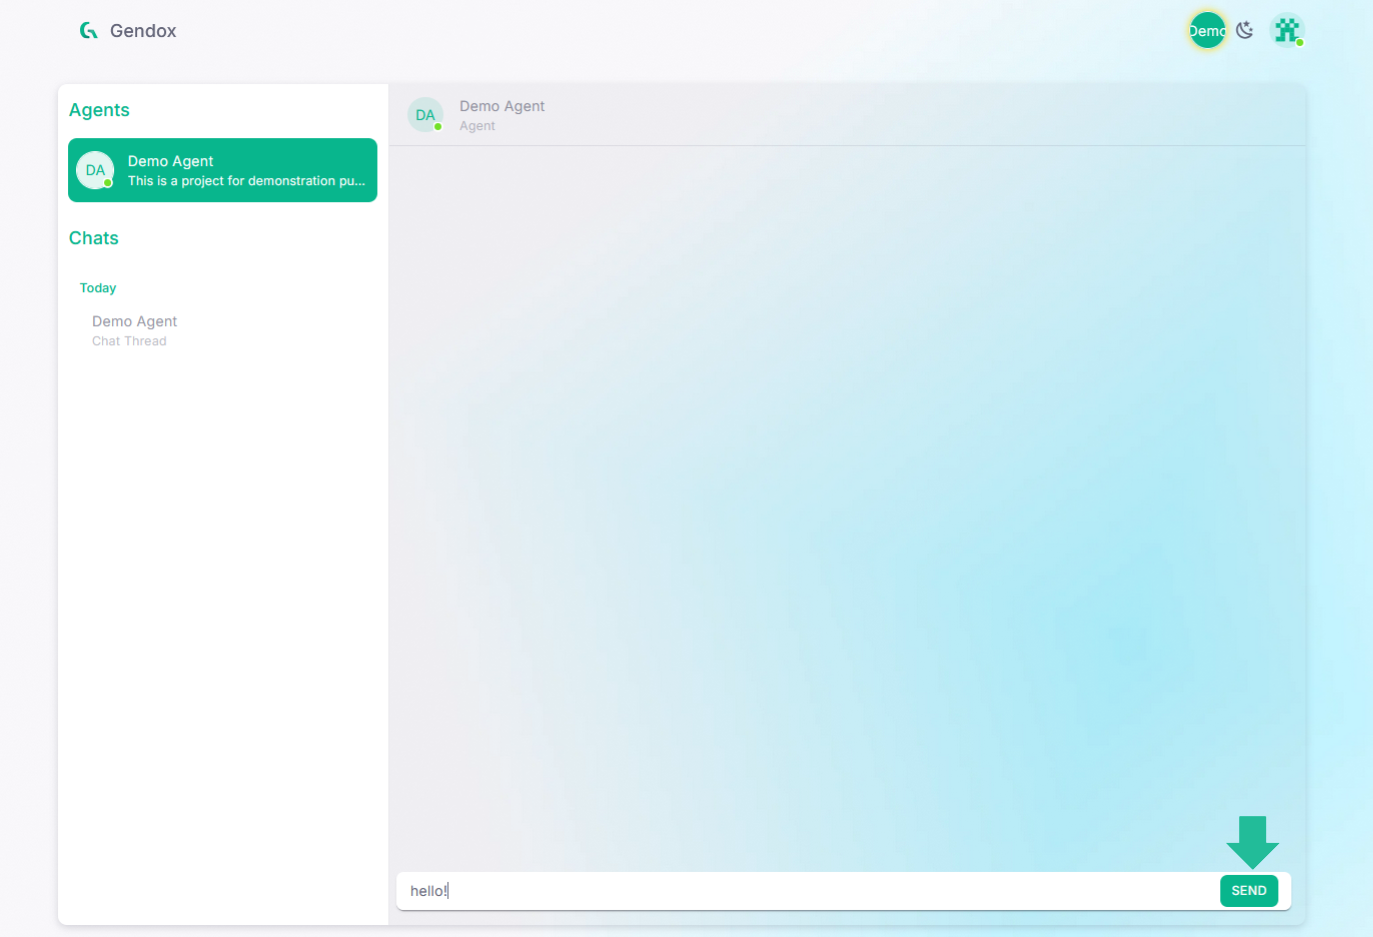 Gendox
Demo
Agents
DA
Demo Agent
This is a project for demonstration pu...
Chats
Today
Demo Agent
Chat Thread
DA
Demo Agent
Agent
hello!
SEND